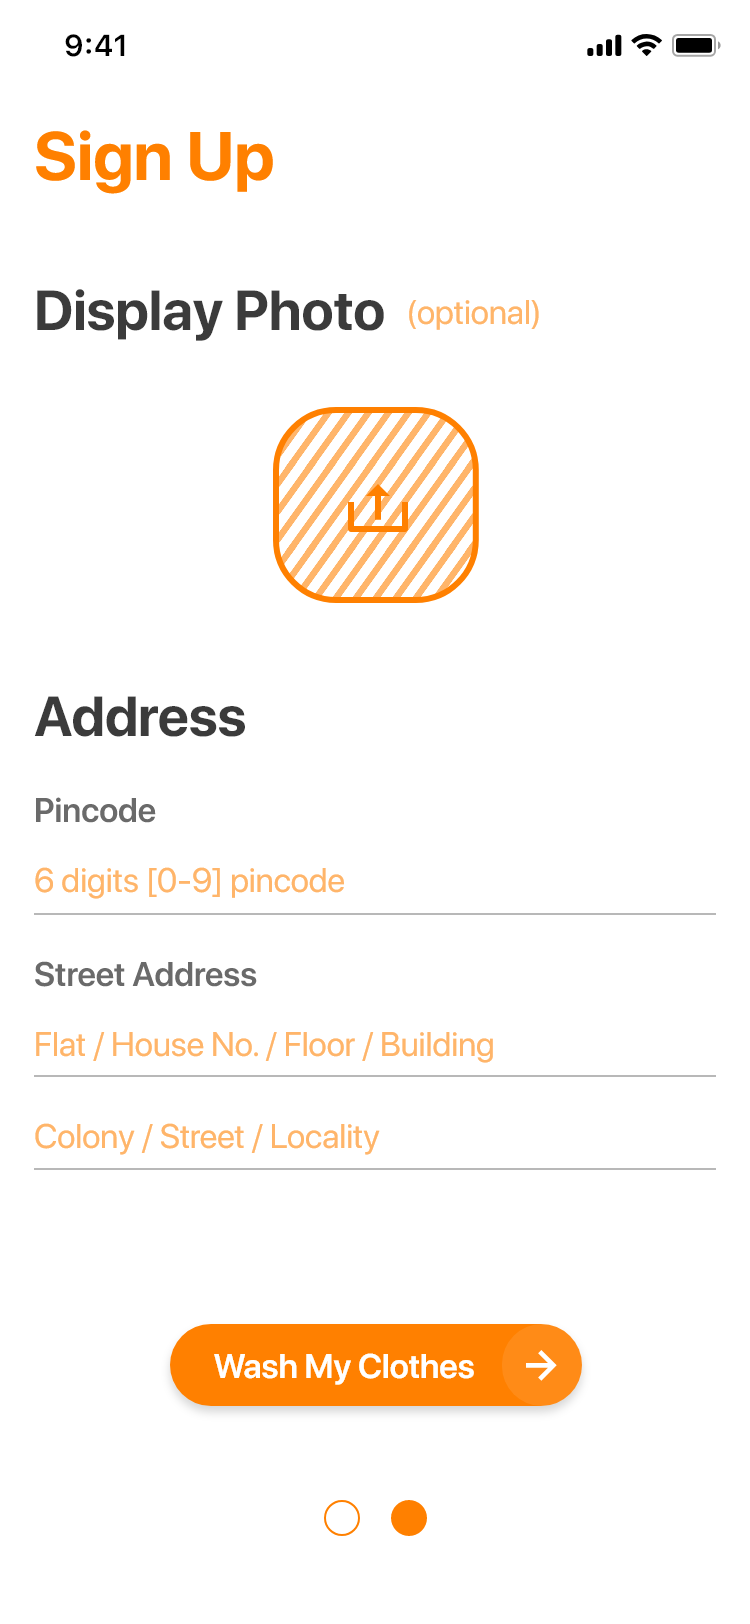 9:41
Sign Up
Display Photo (optional)
Address
Pincode
6 digits [0-9] pincode
Street Address
Flat / House No. / Floor / Building
Colony / Street / Locality
Wash My Clothes